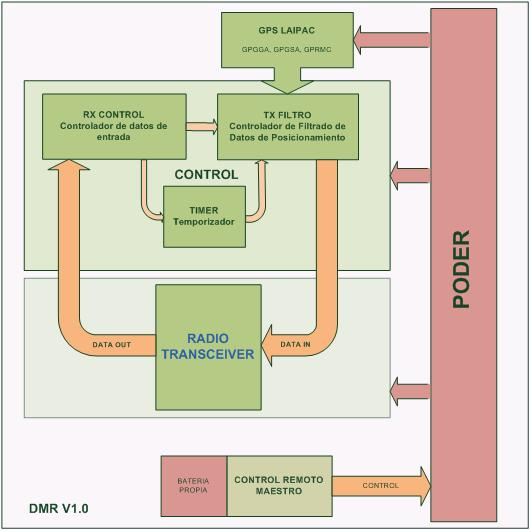 GPS LAIPAC
GPGGA, GPGSA, GPRMC
RX CONTROL
Controlador de datos de
entrada
TX FILTRO
Controlador de Filtrado de
Datos de Posicionamiento
CONTROL
TIMER
Temporizador
PODER
RADIO
TRANSCEIVER
DATA OUT
DATA IN
BATERIA
PROPIA
CONTROL REMOTO
MAESTRO
CONTROL
DMR V1.0